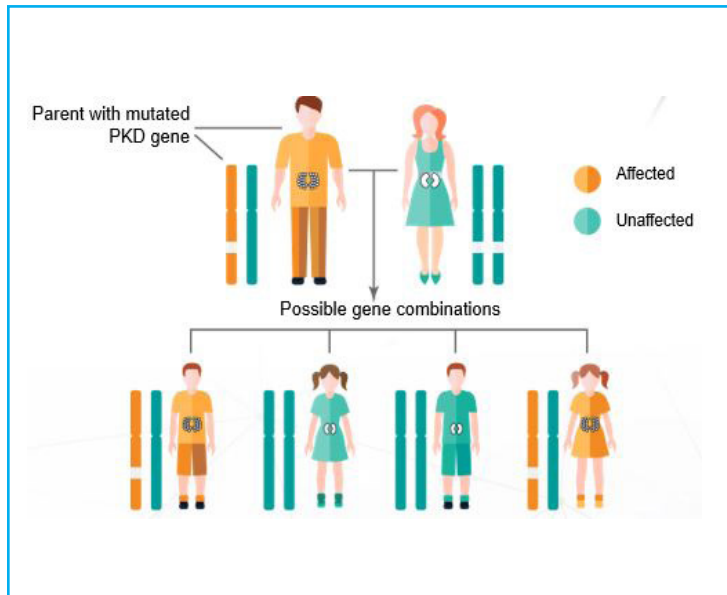 Parent with mutated
PKD gene
Affected
Unaffected
Possible gene combinations